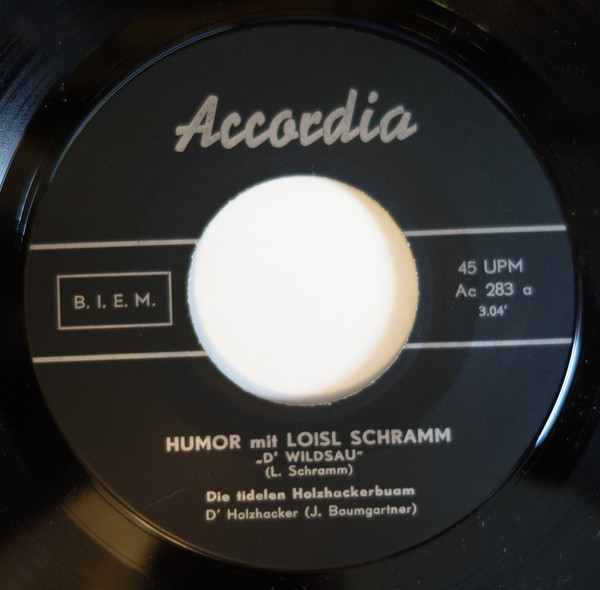 Accordia
B. I. E. M.
45 UPM
Ac 283 a
3.04'
HUMOR mit LOISL SCHRAMM
„D' WILDSAU"
(L. Schramm)
Die fidelen Holzhackerbuam
D' Holzhacker (J. Baumgartner)